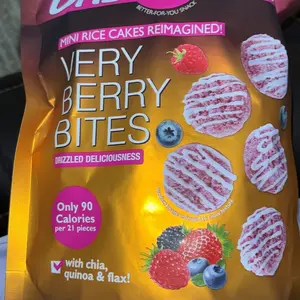 BETTER-FOR-YOU SNACK
MINI RICE CAKES REIMAGINED!
VERY
BERRY
BITES
DRIZZLED DELICIOUSNESS
Only 90
Calories
per 21 pieces
with chia,
quinoa & flax!